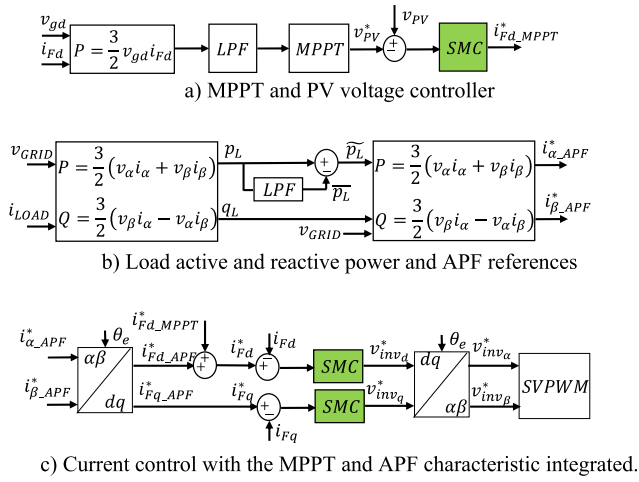 v_gd
i_Fd
P = 3/2 v_gd i_Fd
LPF
MPPT
v*_PV
v_PV
+
−
SMC
i*_Fd_MPPT
a) MPPT and PV voltage controller
v_GRID
i_LOAD
P = 3/2 (v_α i_α + v_β i_β)
Q = 3/2 (v_β i_α − v_α i_β)
p_L
LPF
+
−
p̃_L
p̅_L
q_L
v_GRID
P = 3/2 (v_α i_α + v_β i_β)
Q = 3/2 (v_β i_α − v_α i_β)
i*_α_APF
i*_β_APF
b) Load active and reactive power and APF references
i*_α_APF
i*_β_APF
θ_e
αβ
dq
i*_Fd_MPPT
i*_Fd_APF
+
+
i*_Fd
−
+
i_Fd
SMC
v*_inv_d
i*_Fq_APF
i*_Fq
+
−
i_Fq
SMC
v*_inv_q
θ_e
dq
αβ
v*_inv_α
v*_inv_β
SVPWM
c) Current control with the MPPT and APF characteristic integrated.